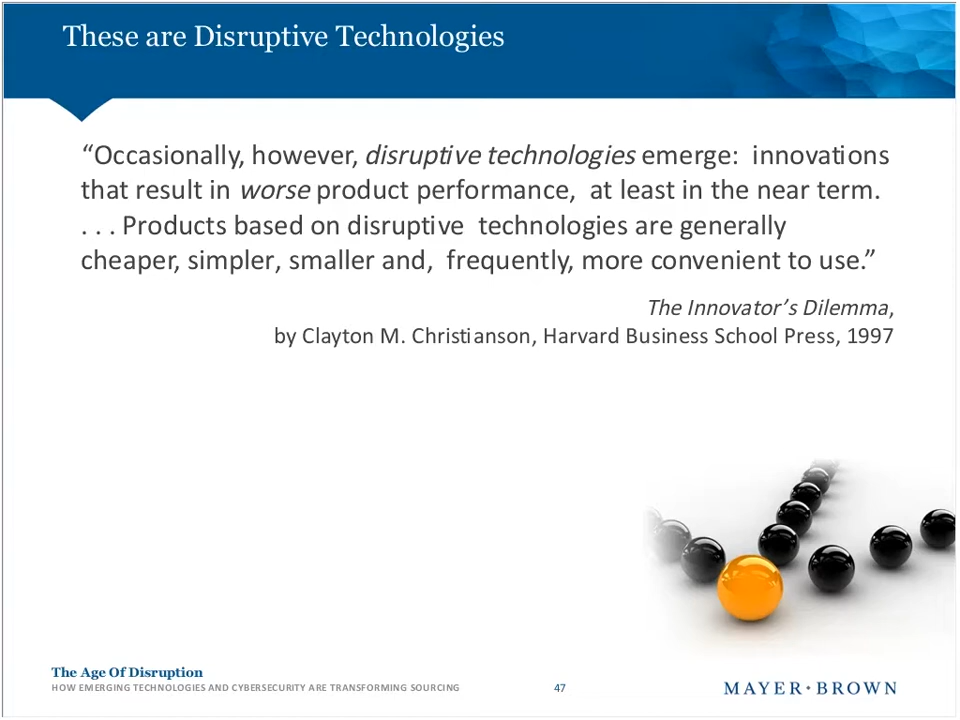 These are Disruptive Technologies
“Occasionally, however, disruptive technologies emerge: innovations
that result in worse product performance, at least in the near term.
. . . Products based on disruptive technologies are generally
cheaper, simpler, smaller and, frequently, more convenient to use.”
The Innovator’s Dilemma,
by Clayton M. Christianson, Harvard Business School Press, 1997
The Age Of Disruption
HOW EMERGING TECHNOLOGIES AND CYBERSECURITY ARE TRANSFORMING SOURCING
47
MAYER • BROWN